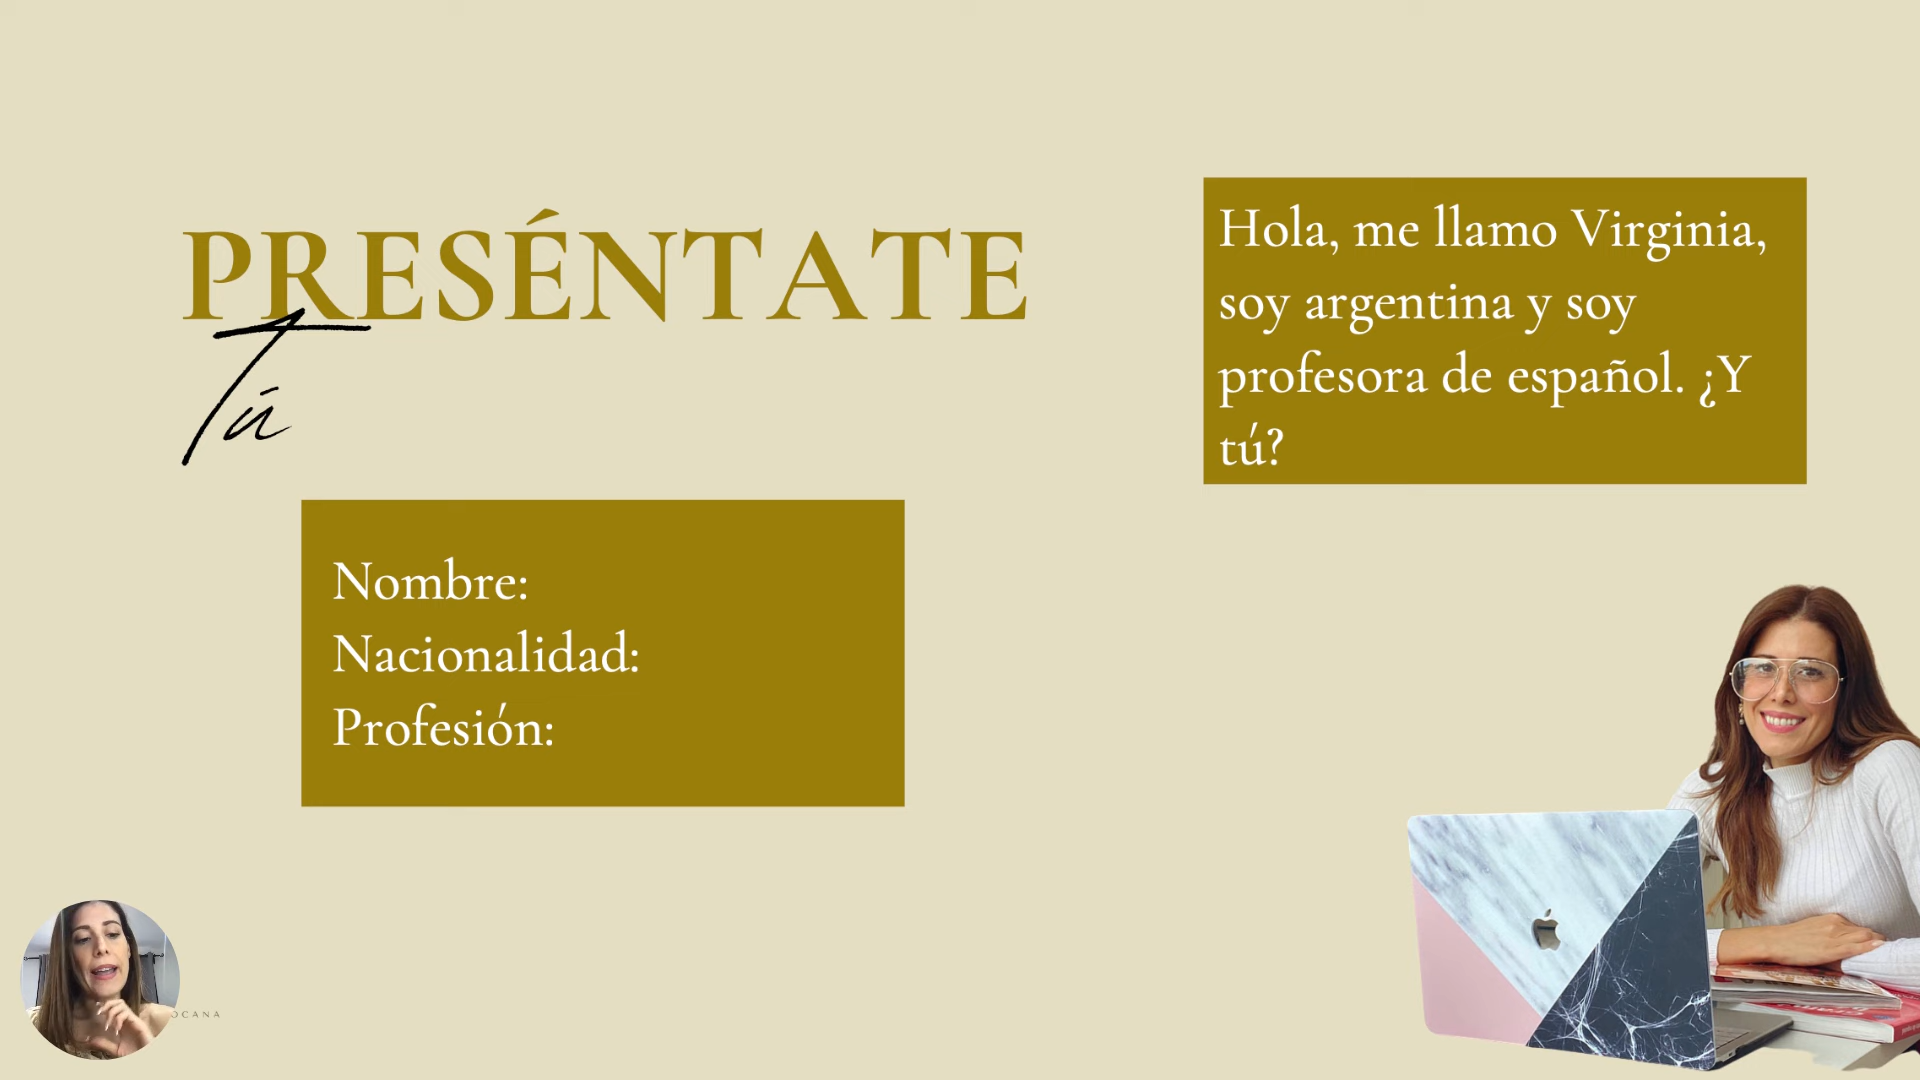 PRESÉNTATE
Tú
Hola, me llamo Virginia,
soy argentina y soy
profesora de español. ¿Y
tú?
Nombre:
Nacionalidad:
Profesión: